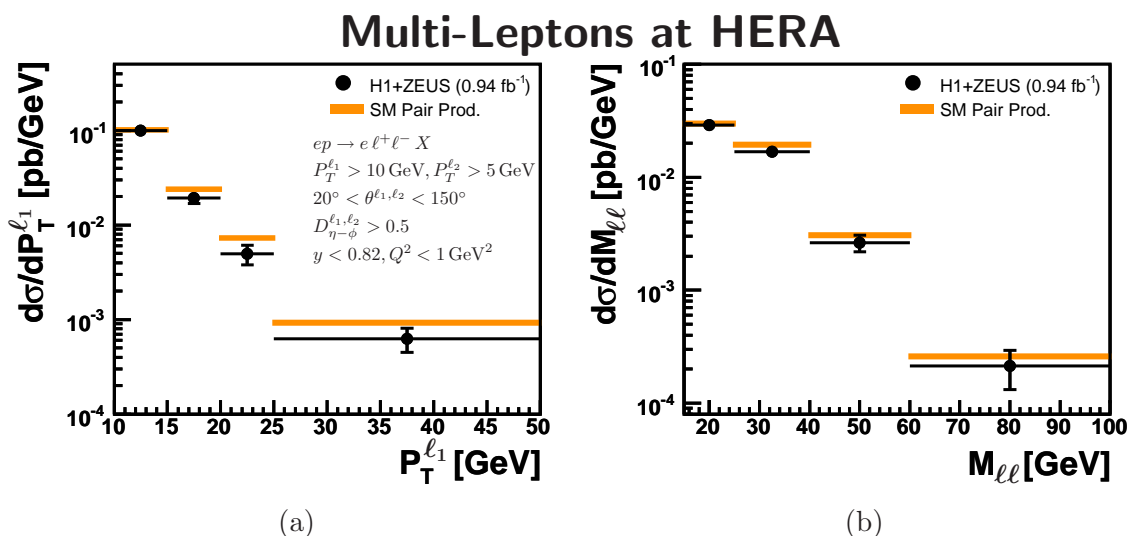 Multi-Leptons at HERA
dσ/dP_T^{ℓ₁} [pb/GeV]
10⁻¹
10⁻²
10⁻³
10⁻⁴
H1+ZEUS (0.94 fb⁻¹)
SM Pair Prod.
ep → e ℓ⁺ℓ⁻ X
P_T^{ℓ₁} > 10 GeV, P_T^{ℓ₂} > 5 GeV
20° < θ^{ℓ₁,ℓ₂} < 150°
D_{η−ϕ}^{ℓ₁,ℓ₂} > 0.5
y < 0.82, Q² < 1 GeV²
10 15 20 25 30 35 40 45 50
P_T^{ℓ₁} [GeV]
(a)
dσ/dM_{ℓℓ} [pb/GeV]
10⁻¹
10⁻²
10⁻³
10⁻⁴
H1+ZEUS (0.94 fb⁻¹)
SM Pair Prod.
20 30 40 50 60 70 80 90 100
M_{ℓℓ} [GeV]
(b)